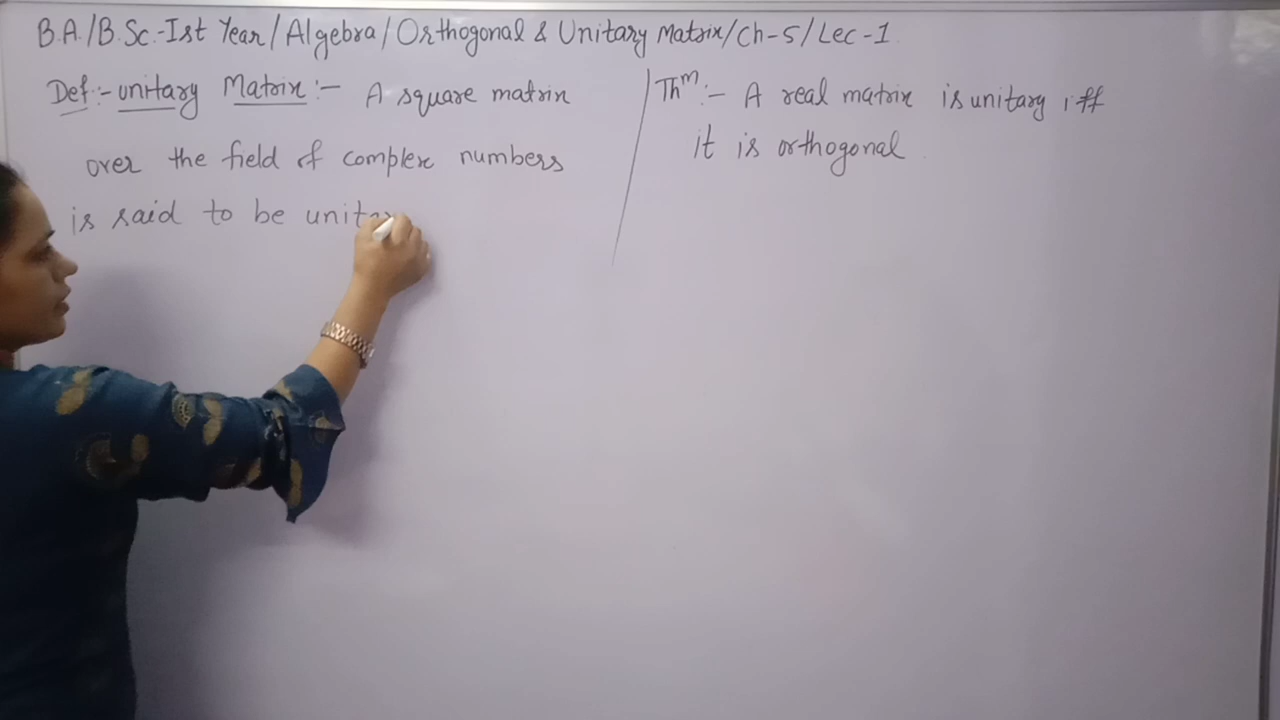 B.A./B.Sc.-Ist Year/Algebra/Orthogonal & Unitary Matrix/Ch-5/Lec-1
Def:- unitary Matrix:- A square matrix
over the field of complex numbers
is said to be unitary
Thm:- A real matrix is unitary iff
it is orthogonal